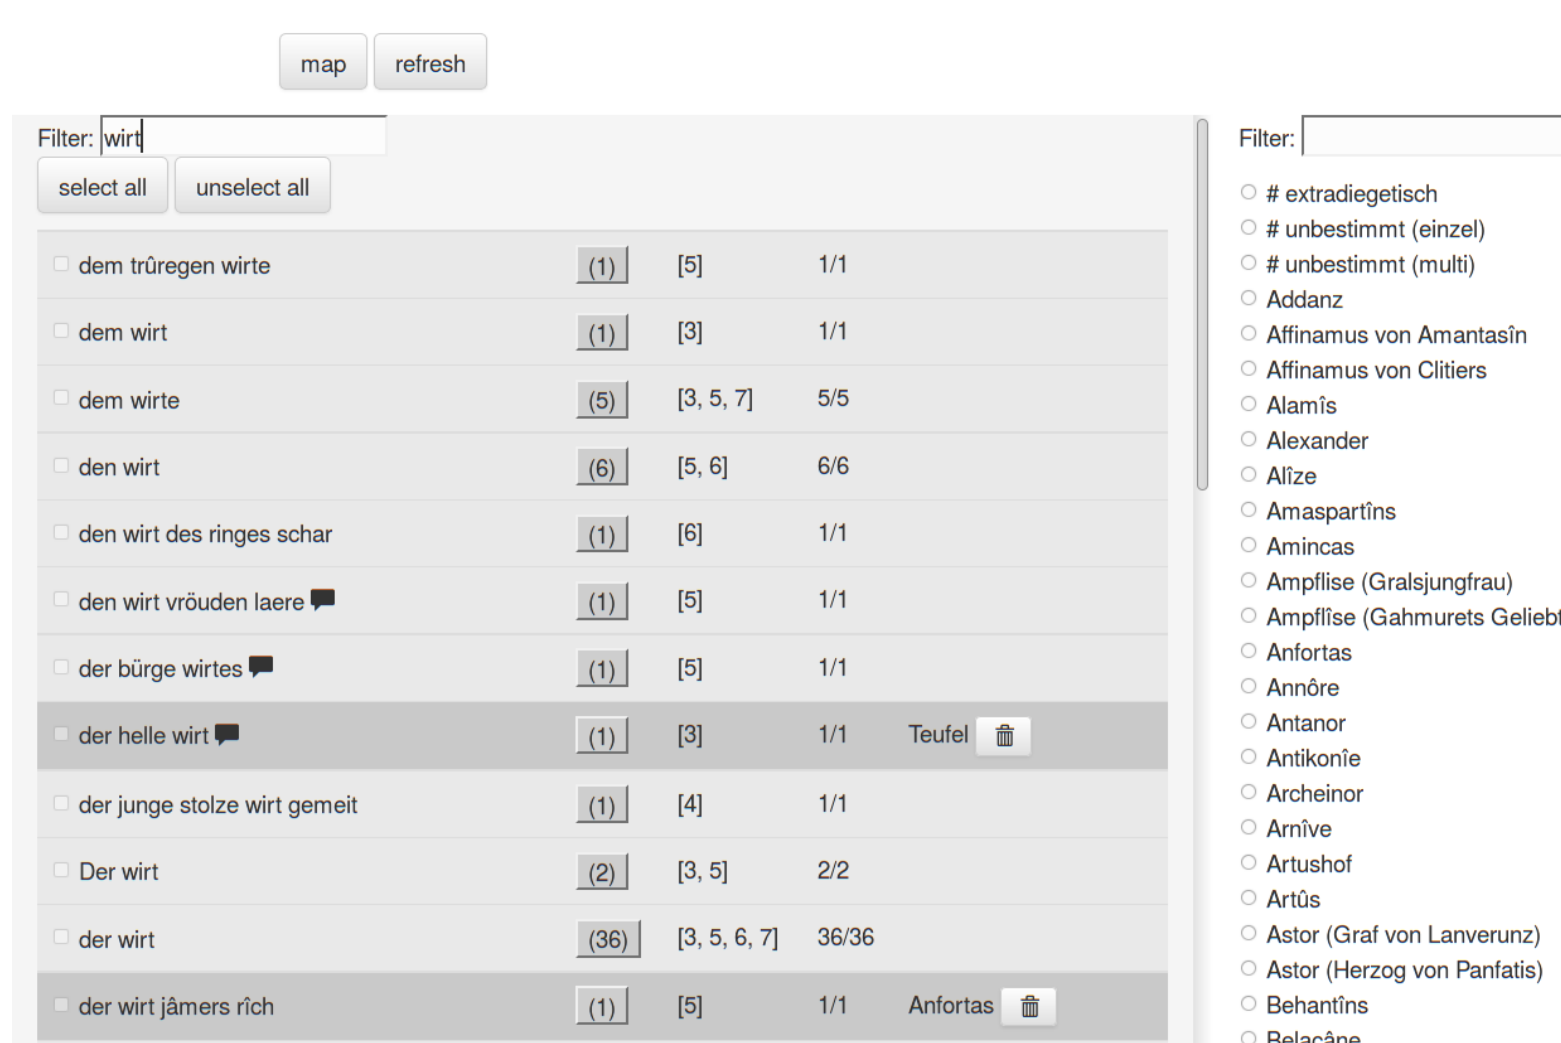 map refresh
Filter: wirt
select all unselect all
dem trûregen wirte (1) [5] 1/1
dem wirt (1) [3] 1/1
dem wirte (5) [3, 5, 7] 5/5
den wirt (6) [5, 6] 6/6
den wirt des ringes schar (1) [6] 1/1
den wirt vröuden laere (1) [5] 1/1
der bürge wirtes (1) [5] 1/1
der helle wirt (1) [3] 1/1 Teufel
der junge stolze wirt gemeit (1) [4] 1/1
Der wirt (2) [3, 5] 2/2
der wirt (36) [3, 5, 6, 7] 36/36
der wirt jâmers rîch (1) [5] 1/1 Anfortas
Filter:
# extradiegetisch
# unbestimmt (einzel)
# unbestimmt (multi)
Addanz
Affinamus von Amantasîn
Affinamus von Clitiers
Alamîs
Alexander
Alîze
Amaspartîns
Amincas
Ampflise (Gralsjungfrau)
Ampflîse (Gahmurets Geliebt
Anfortas
Annôre
Antanor
Antikonîe
Archeinor
Arnîve
Artushof
Artûs
Astor (Graf von Lanverunz)
Astor (Herzog von Panfatis)
Behantîns
Belacâne